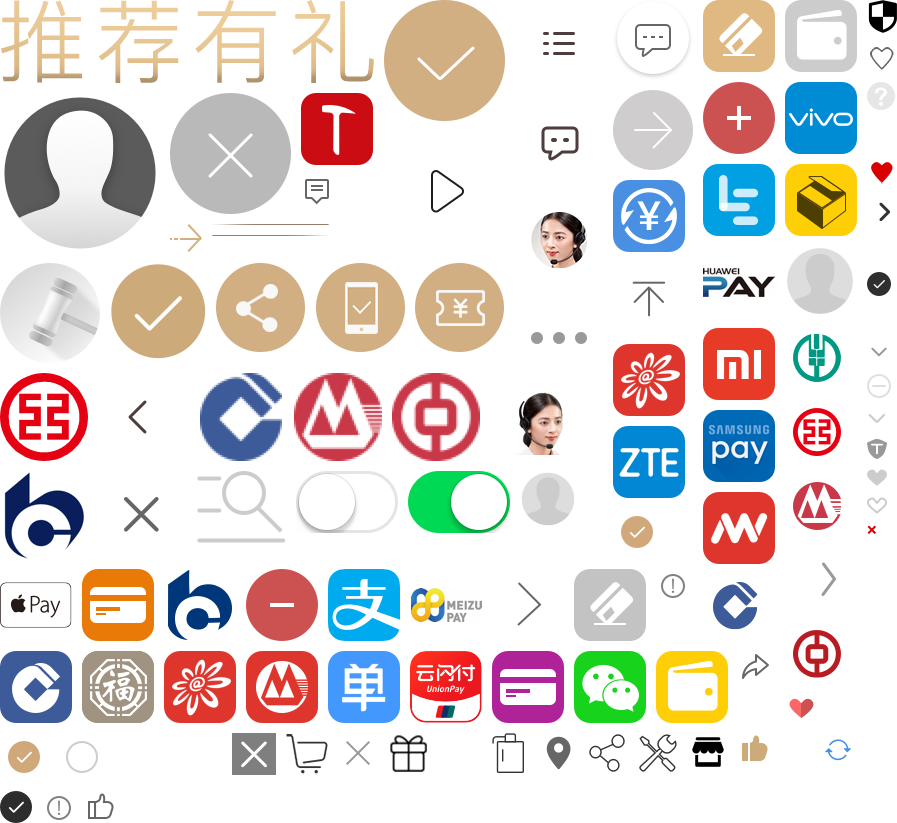 推荐有礼
vivo
HUAWEI
PAY
mi
ZTE
SAMSUNG
pay
Pay
支
MEIZU
PAY
福
单
云闪付
UnionPay